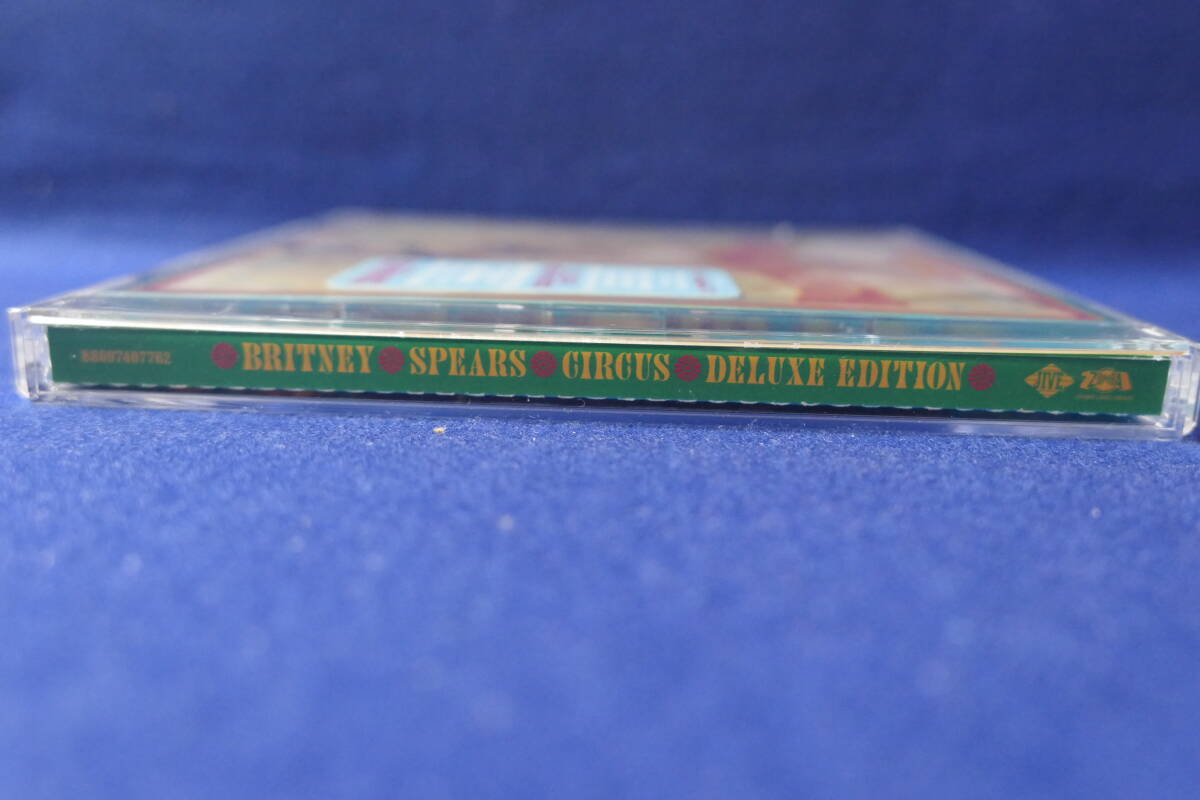 88697407762 BRITNEY SPEARS CIRCUS DELUXE EDITION JIVE ZOMBA